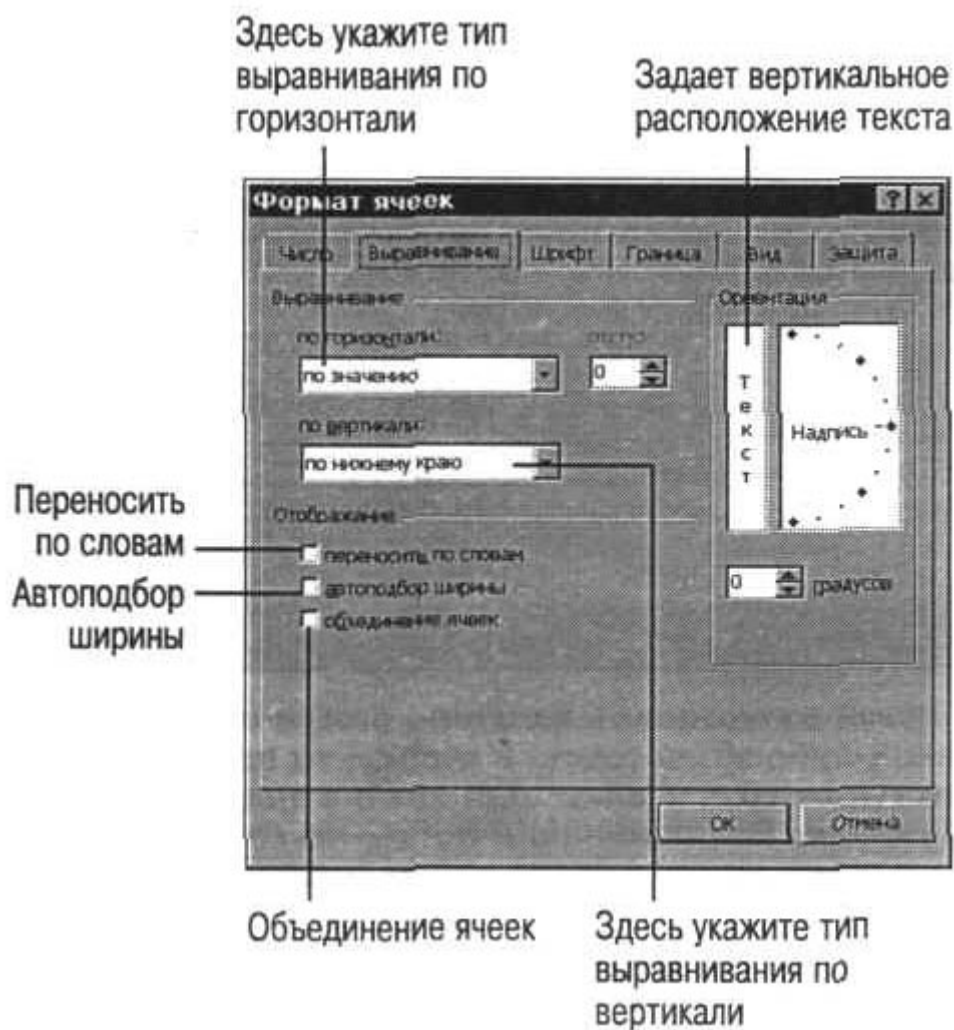 Здесь укажите тип
выравнивания по
горизонтали
Задает вертикальное
расположение текста
Формат ячеек
Число Выравнивание Шрифт Граница Вид Защита
Выравнивание
Ориентация
по горизонтали:
отступ:
по значению
0
Текст
Надпись
по вертикали:
по нижнему краю
Переносить
по словам
Автоподбор
ширины
Отображение
переносить по словам
автоподбор ширины
объединение ячеек
0 градусов
ОК Отмена
Объединение ячеек
Здесь укажите тип
выравнивания по
вертикали